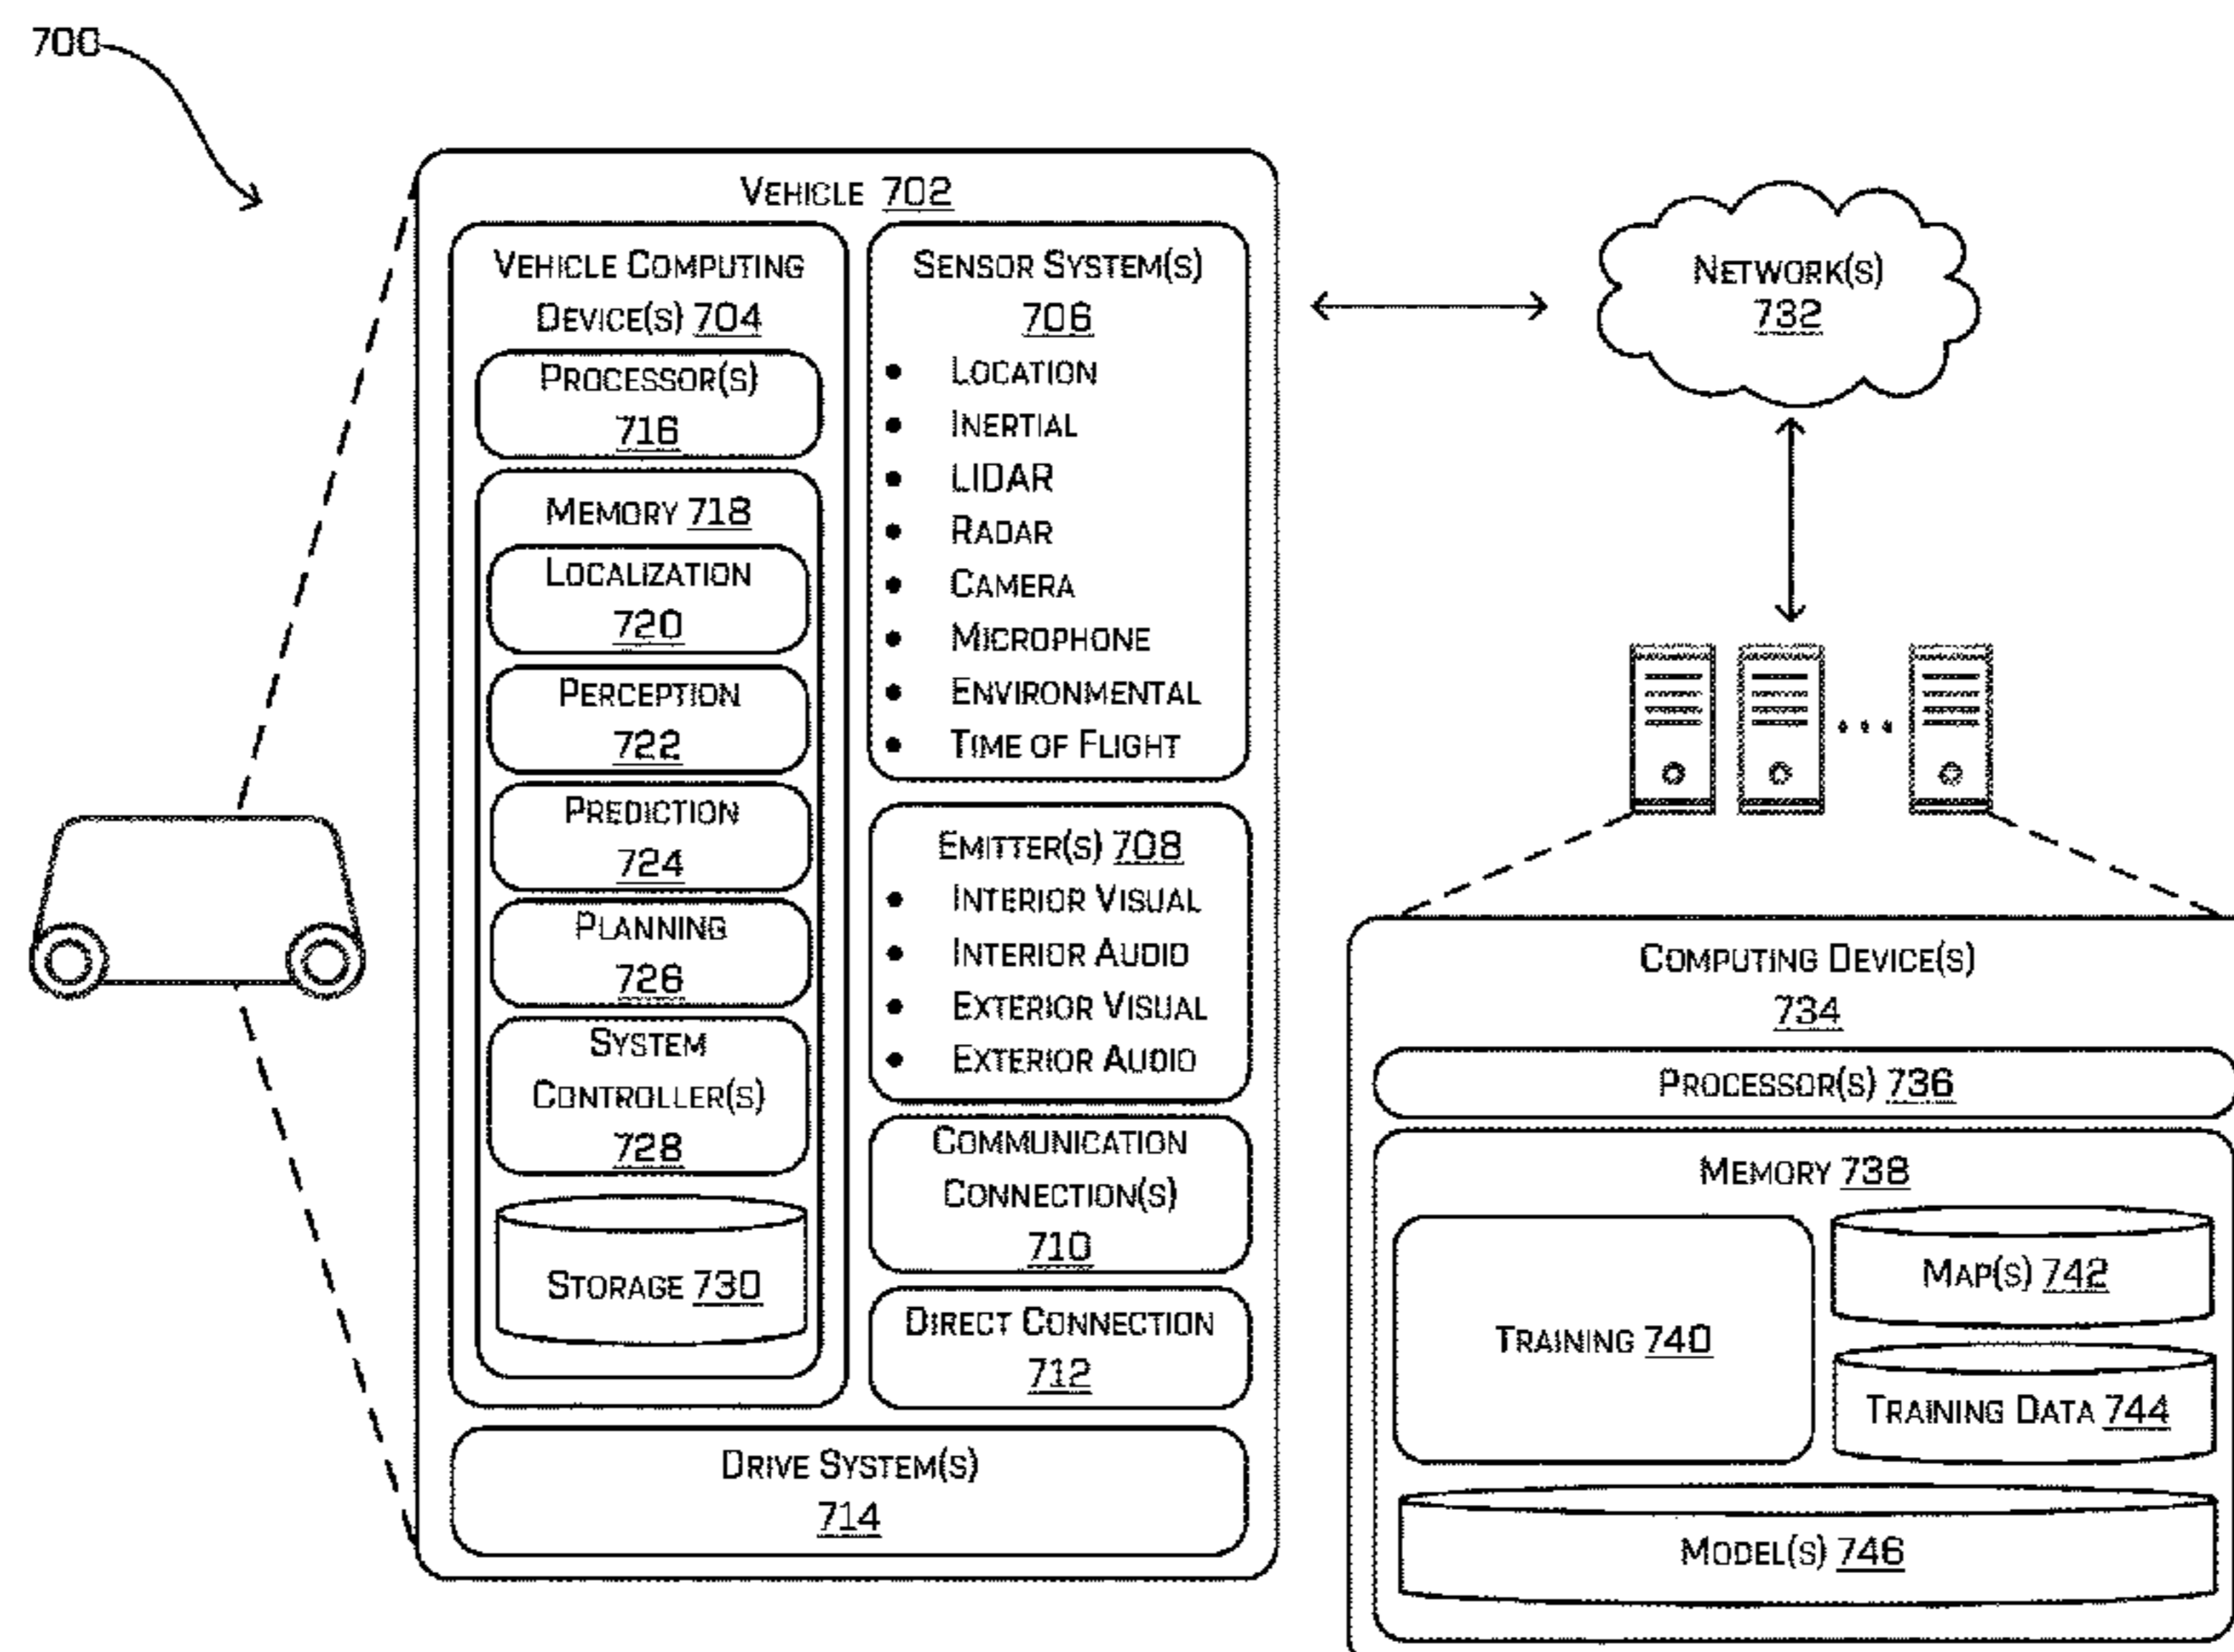 700
VEHICLE 702
VEHICLE COMPUTING
DEVICE(S) 704
PROCESSOR(S)
716
MEMORY 718
LOCALIZATION
720
PERCEPTION
722
PREDICTION
724
PLANNING
726
SYSTEM
CONTROLLER(S)
728
STORAGE 730
SENSOR SYSTEM(S)
706
• LOCATION
• INERTIAL
• LIDAR
• RADAR
• CAMERA
• MICROPHONE
• ENVIRONMENTAL
• TIME OF FLIGHT
EMITTER(S) 708
• INTERIOR VISUAL
• INTERIOR AUDIO
• EXTERIOR VISUAL
• EXTERIOR AUDIO
COMMUNICATION
CONNECTION(S)
710
DIRECT CONNECTION
712
DRIVE SYSTEM(S)
714
NETWORK(S)
732
COMPUTING DEVICE(S)
734
PROCESSOR(S) 736
MEMORY 738
TRAINING 740
MAP(S) 742
TRAINING DATA 744
MODEL(S) 746